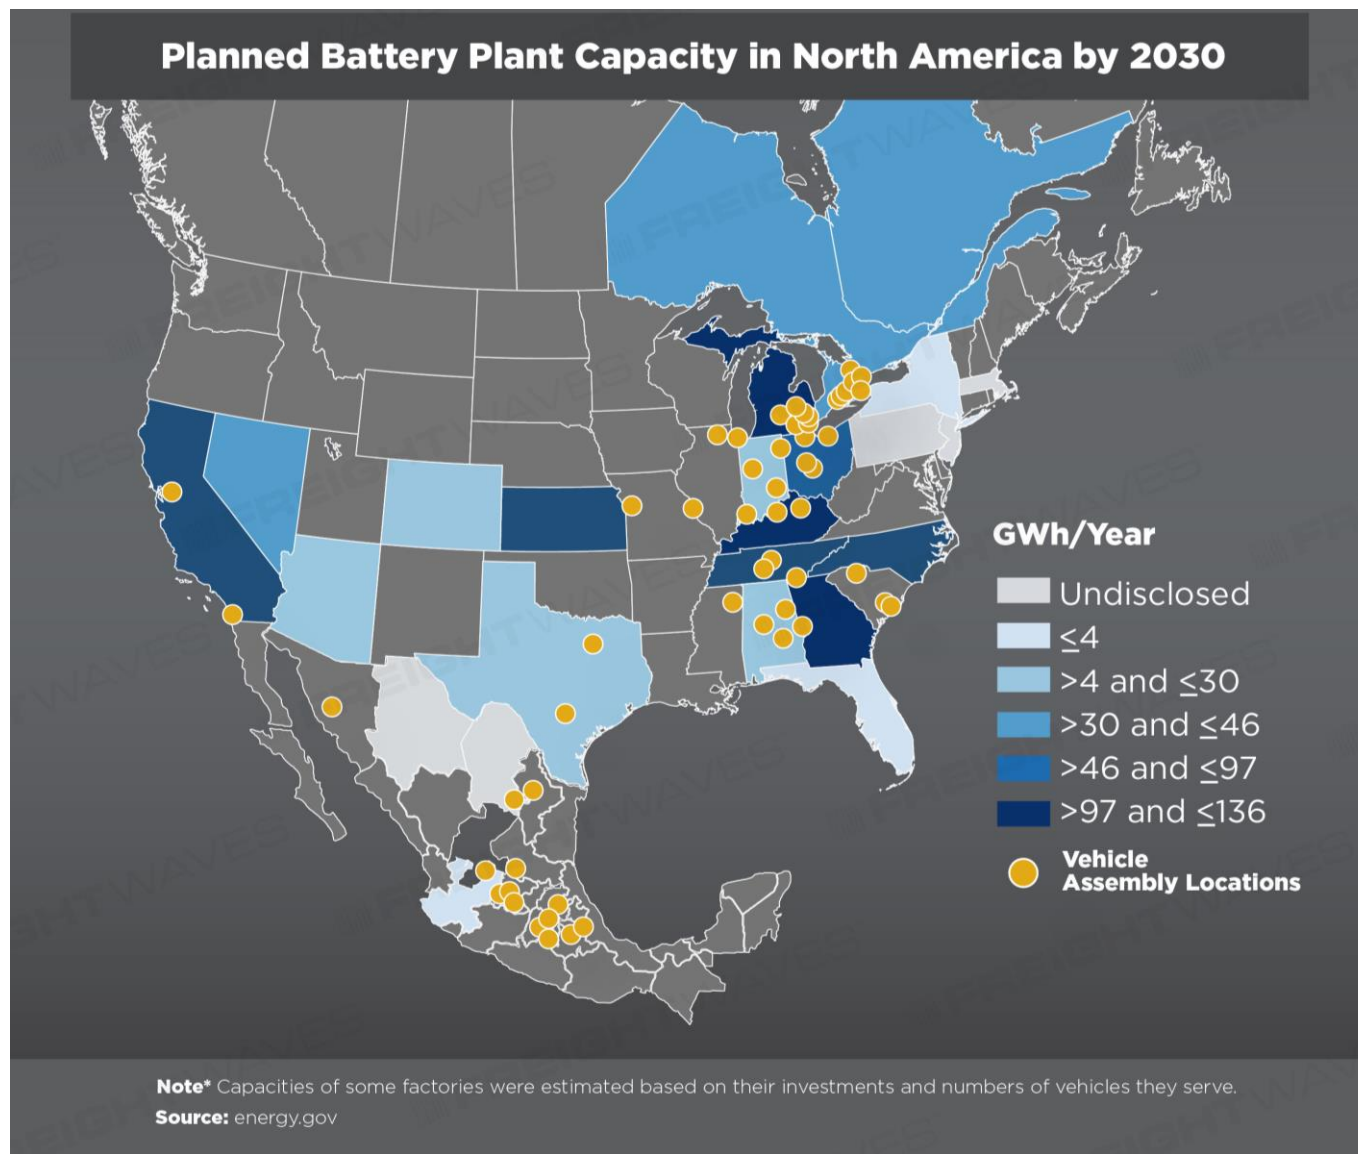 Planned Battery Plant Capacity in North America by 2030
GWh/Year
Undisclosed
≤4
>4 and ≤30
>30 and ≤46
>46 and ≤97
>97 and ≤136
Vehicle
Assembly Locations
Note* Capacities of some factories were estimated based on their investments and numbers of vehicles they serve.
Source: energy.gov
FREIGHTWAVES